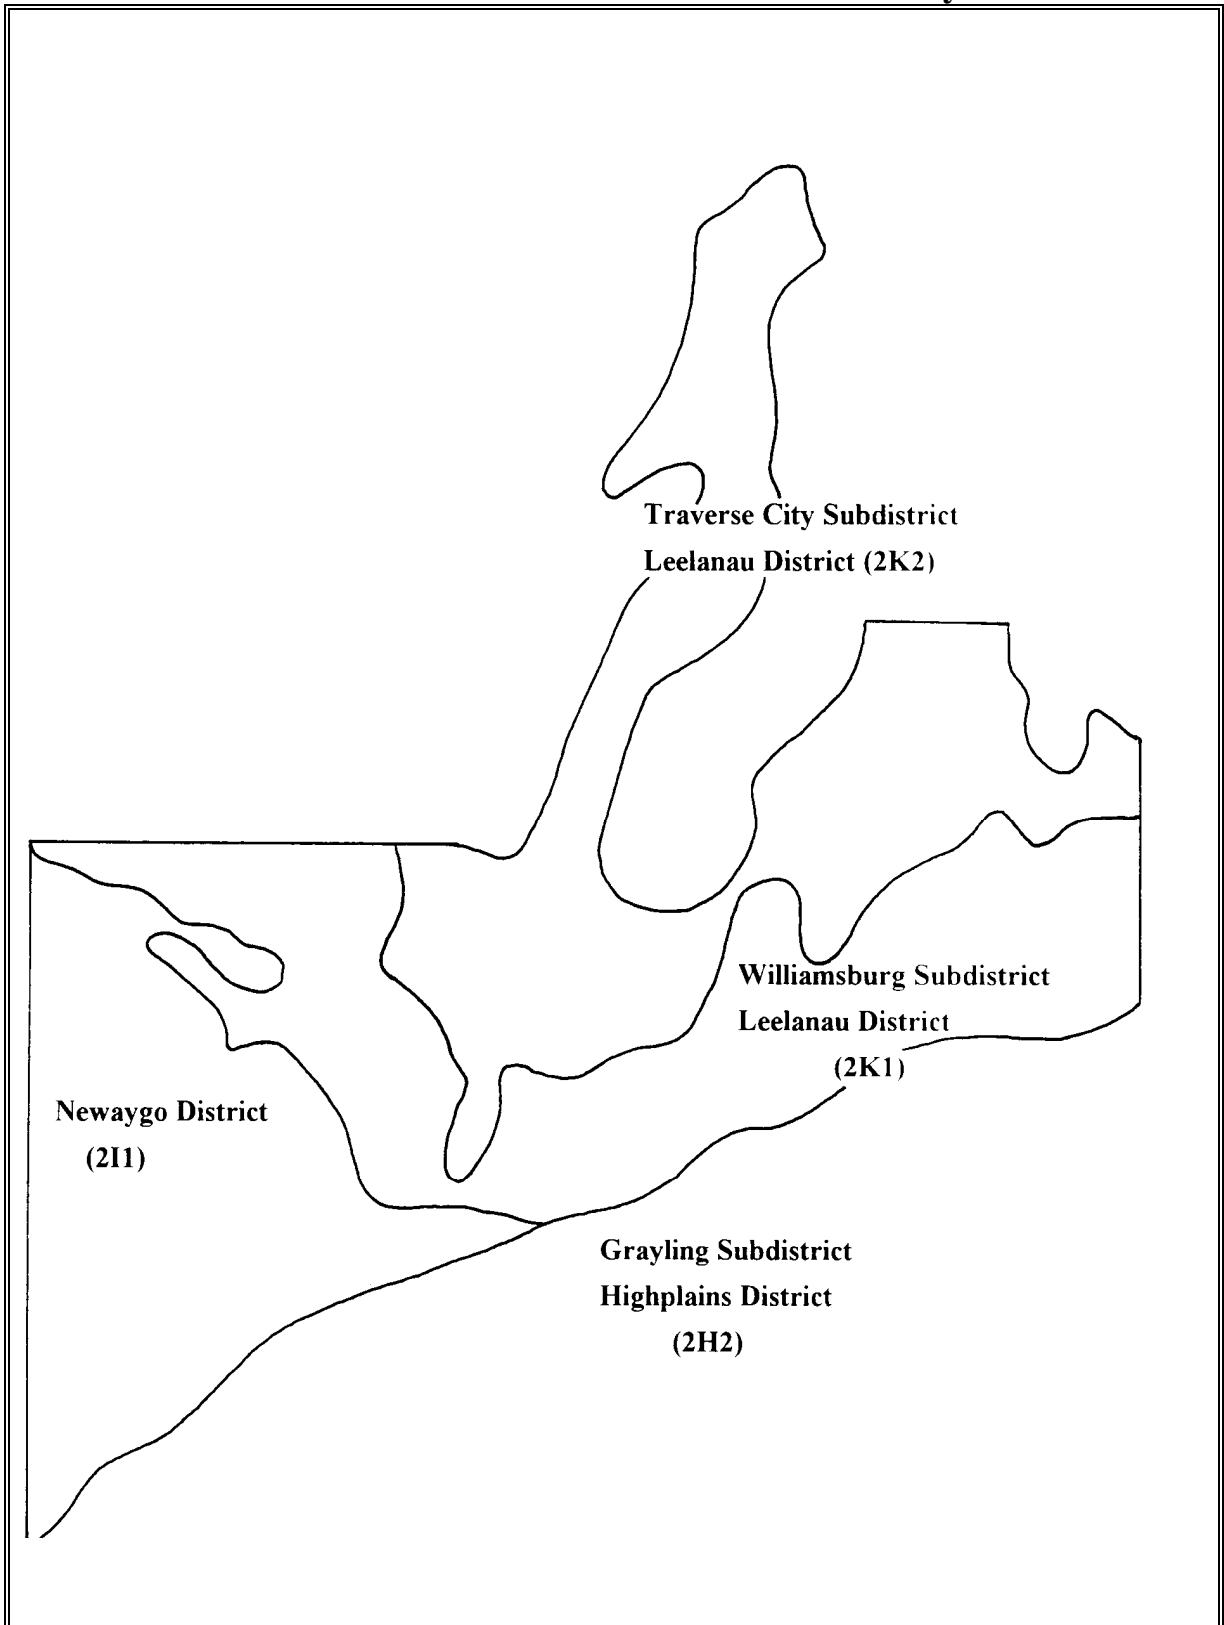 Traverse City Subdistrict
Leelanau District (2K2)
Williamsburg Subdistrict
Leelanau District
(2K1)
Newaygo District
(2I1)
Grayling Subdistrict
Highplains District
(2H2)